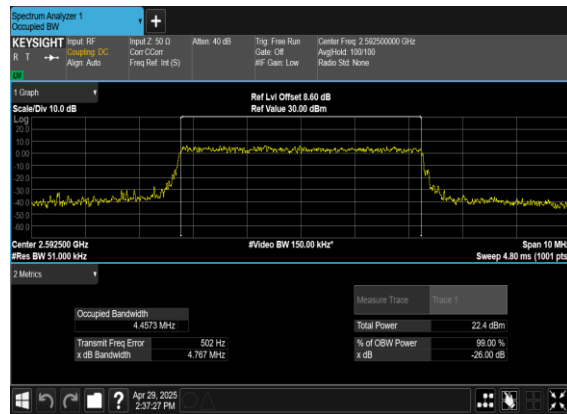 Spectrum Analyzer 1
Occupied BW
+
KEYSIGHT Input: RF Input Z: 50 Ω Atten: 40 dB Trig: Free Run Center Freq: 2.592500000 GHz
R T Coupling: DC Corr CCorr Gate: Off Avg|Hold: 100/100
Align: Auto Freq Ref: Int (S) #IF Gain: Low Radio Std: None
LXI
1 Graph
Ref Lvl Offset 8.60 dB
Scale/Div 10.0 dB Ref Value 30.00 dBm
Log
20.0
10.0
0.00
-10.0
-20.0
-30.0
-40.0
-50.0
-60.0
Center 2.592500 GHz #Video BW 150.00 kHz* Span 10 MHz
#Res BW 51.000 kHz Sweep 4.80 ms (1001 pts
2 Metrics
Measure Trace Trace 1
Occupied Bandwidth
4.4573 MHz Total Power 22.4 dBm
Transmit Freq Error 502 Hz % of OBW Power 99.00 %
x dB Bandwidth 4.767 MHz x dB -26.00 dB
? Apr 29, 2025
2:37:27 PM